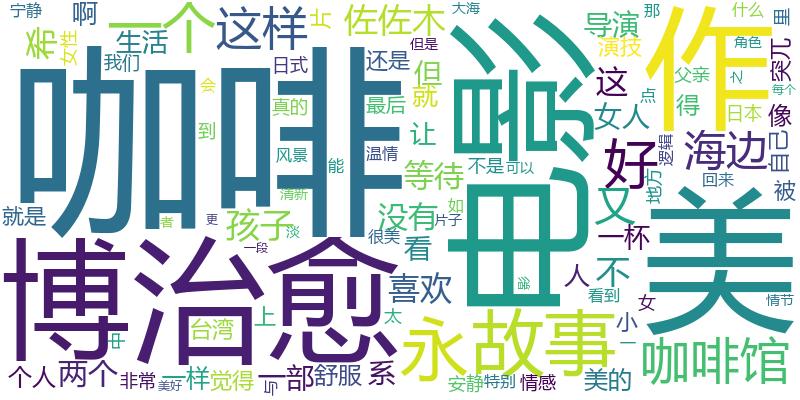 宁静
啊
一个
这样
片
佐佐木
大海
那
什么
导演
里
希
女性
生活
我们
日式
还是
但是
但
演技
角色
之
突兀
作
咖啡
会
真的
最后
就
这
父亲
每个
电影
点
得
日本
像
到
让
女人
风景
温情
能
等待
不是
可以
好
逻辑
海边
自己
清新
地方
回来
被
就是
者
更
孩子
没有
如
片子
又
美
淡
很美
看
一段
一杯
博治愈
喜欢
人
不
看到
女
情节
台湾
上
太
永
故事
小
一
咖啡馆
中
个人
两个
非常
一样
美好
觉得
与
一部
舒服
系
安静
特别
情感
美的